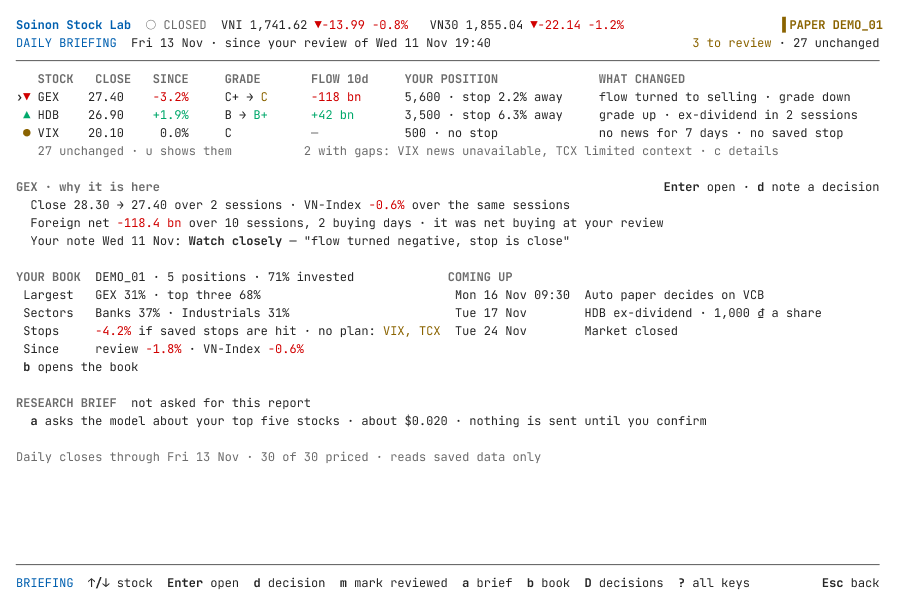 Soinon Stock Lab  ○ CLOSED  VNI 1,741.62 ▼-13.99 -0.8%  VN30 1,855.04 ▼-22.14 -1.2%  PAPER DEMO_01
DAILY BRIEFING  Fri 13 Nov · since your review of Wed 11 Nov 19:40  3 to review · 27 unchanged
STOCK  CLOSE  SINCE  GRADE  FLOW 10d  YOUR POSITION  WHAT CHANGED
›▼ GEX  27.40  -3.2%  C+ → C  -118 bn  5,600 · stop 2.2% away  flow turned to selling · grade down
▲ HDB  26.90  +1.9%  B → B+  +42 bn  3,500 · stop 6.3% away  grade up · ex-dividend in 2 sessions
● VIX  20.10  0.0%  C  —  500 · no stop  no news for 7 days · no saved stop
27 unchanged · u shows them  2 with gaps: VIX news unavailable, TCX limited context · c details
GEX · why it is here  Enter open · d note a decision
Close 28.30 → 27.40 over 2 sessions · VN-Index -0.6% over the same sessions
Foreign net -118.4 bn over 10 sessions, 2 buying days · it was net buying at your review
Your note Wed 11 Nov: Watch closely — "flow turned negative, stop is close"
YOUR BOOK  DEMO_01 · 5 positions · 71% invested  COMING UP
Largest  GEX 31% · top three 68%  Mon 16 Nov 09:30  Auto paper decides on VCB
Sectors  Banks 37% · Industrials 31%  Tue 17 Nov  HDB ex-dividend · 1,000 ₫ a share
Stops  -4.2% if saved stops are hit · no plan: VIX, TCX  Tue 24 Nov  Market closed
Since  review -1.8% · VN-Index -0.6%
b opens the book
RESEARCH BRIEF  not asked for this report
a asks the model about your top five stocks · about $0.020 · nothing is sent until you confirm
Daily closes through Fri 13 Nov · 30 of 30 priced · reads saved data only
BRIEFING  ↑/↓ stock  Enter open  d decision  m mark reviewed  a brief  b book  D decisions  ? all keys  Esc back